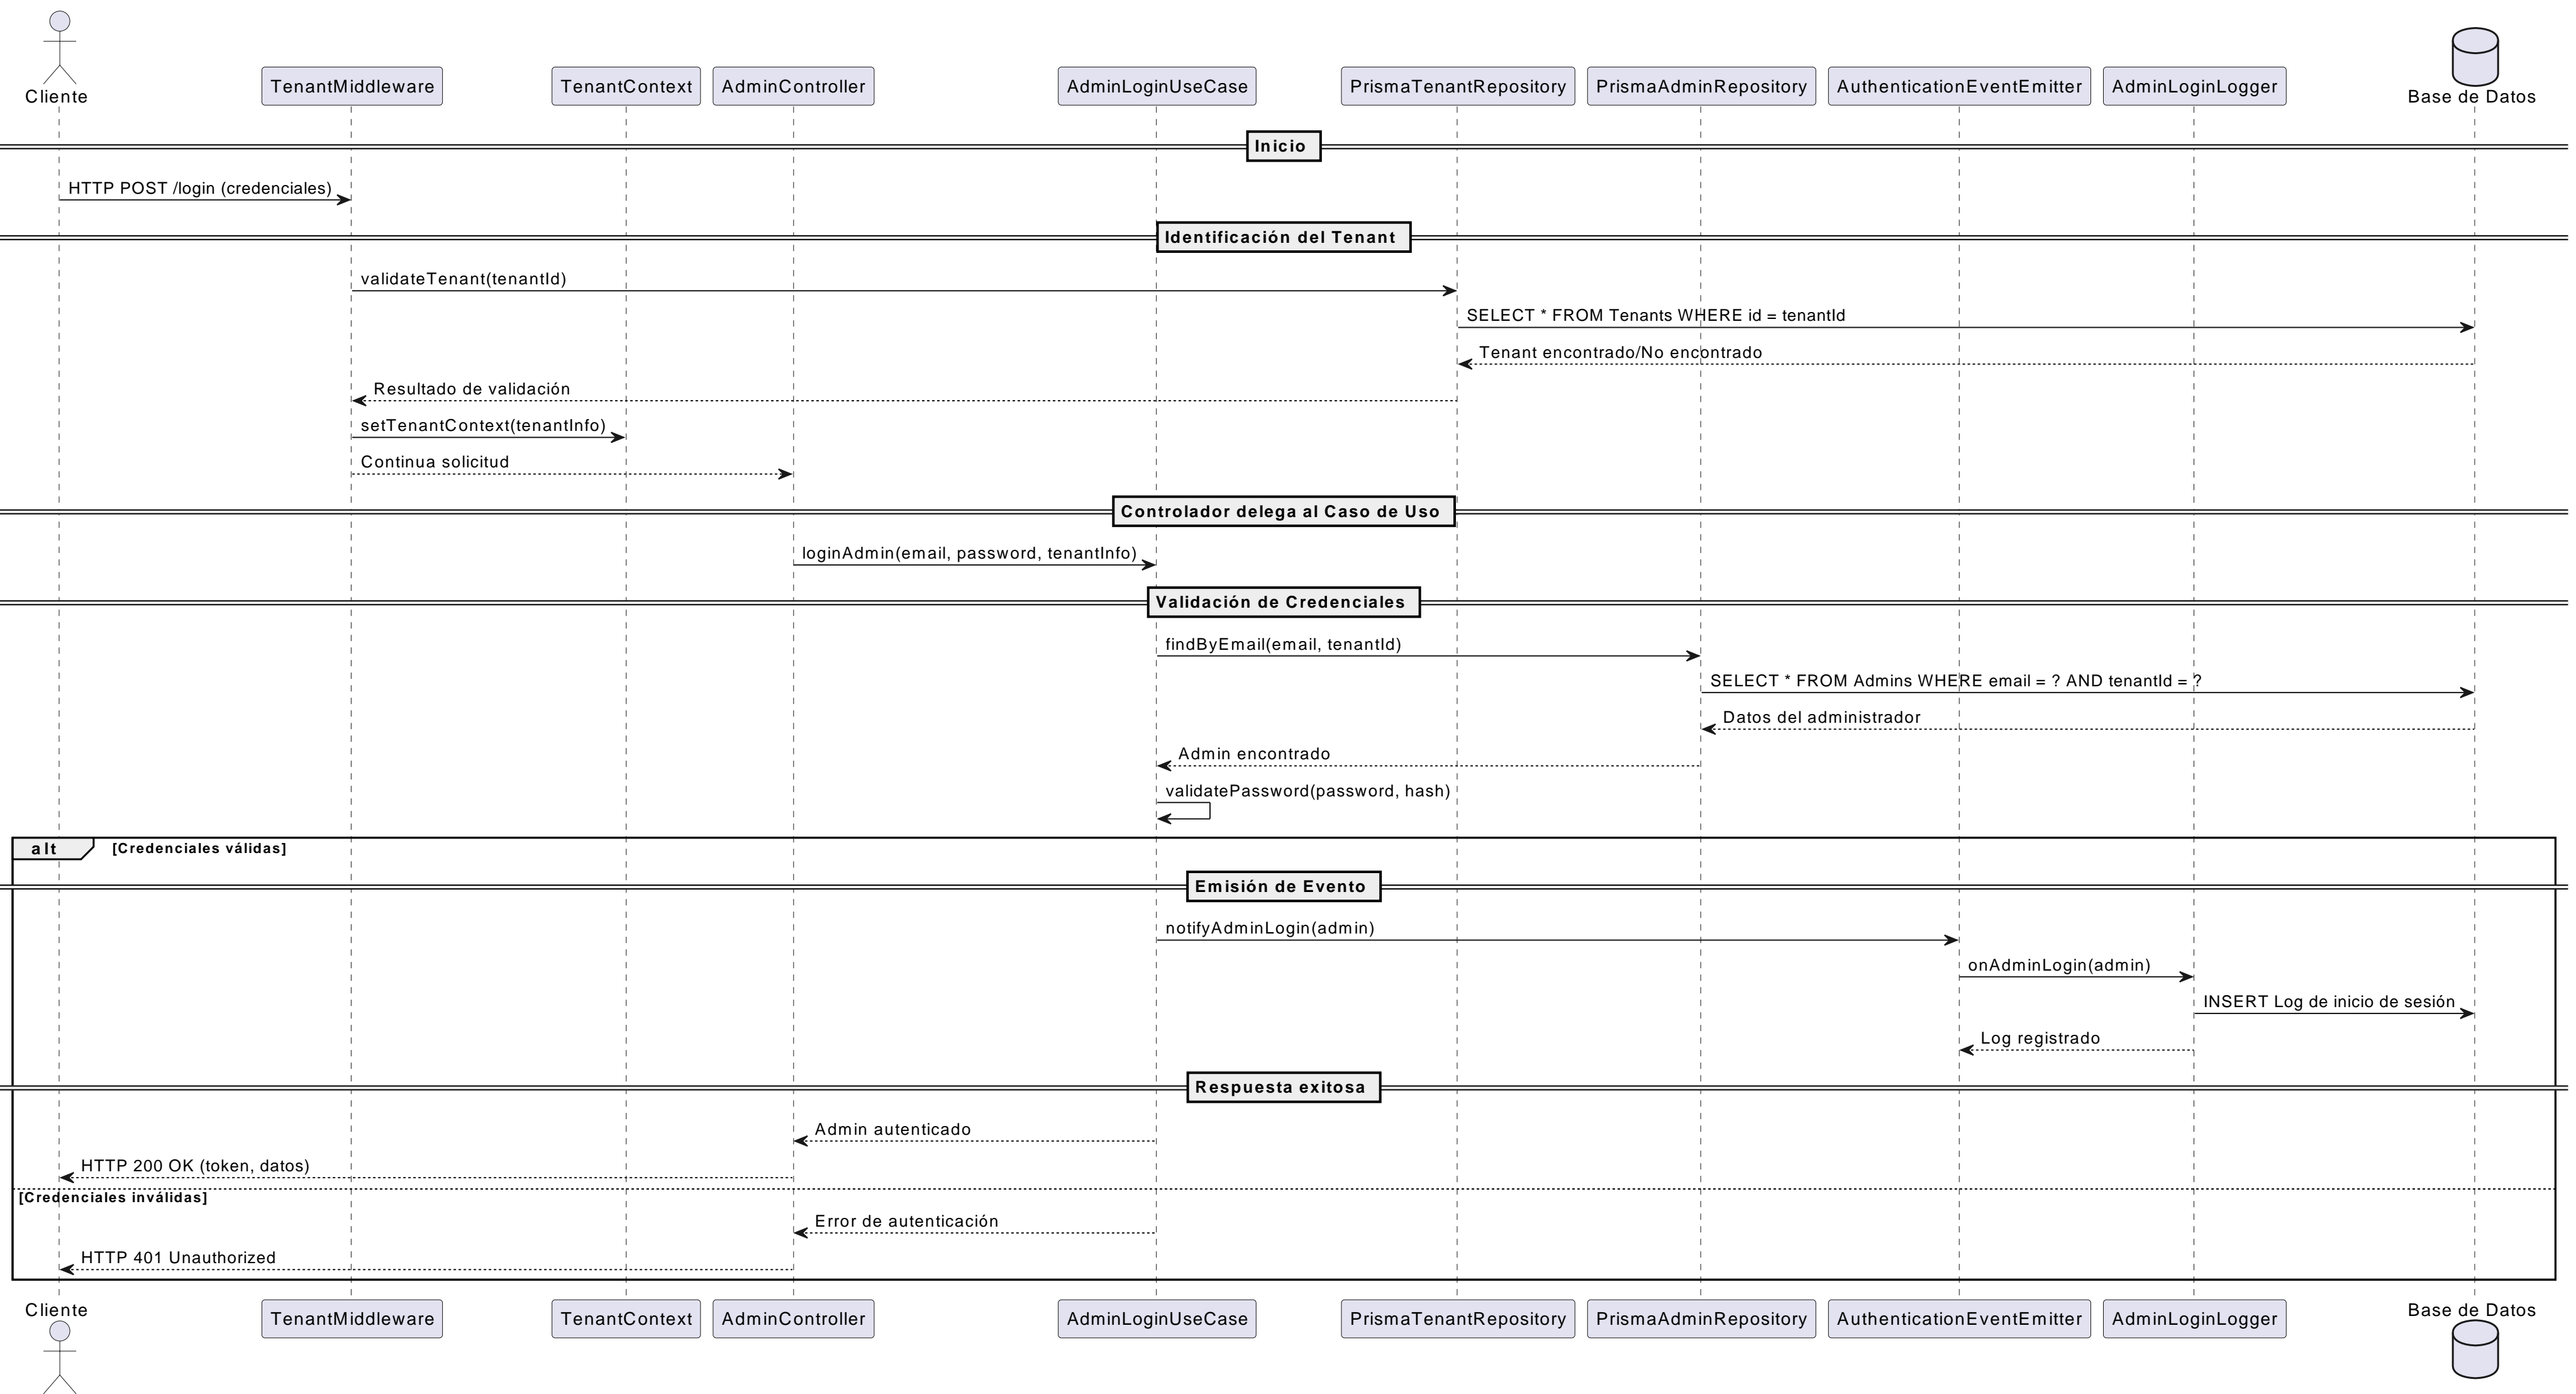 Cliente
TenantMiddleware
TenantContext
AdminController
AdminLoginUseCase
PrismaTenantRepository
PrismaAdminRepository
AuthenticationEventEmitter
AdminLoginLogger
Base de Datos
Inicio
HTTP POST /login (credenciales)
Identificación del Tenant
validateTenant(tenantId)
SELECT * FROM Tenants WHERE id = tenantId
Tenant encontrado/No encontrado
Resultado de validación
setTenantContext(tenantInfo)
Continua solicitud
Controlador delega al Caso de Uso
loginAdmin(email, password, tenantInfo)
Validación de Credenciales
findByEmail(email, tenantId)
SELECT * FROM Admins WHERE email = ? AND tenantId = ?
Datos del administrador
Admin encontrado
validatePassword(password, hash)
alt
[Credenciales válidas]
Emisión de Evento
notifyAdminLogin(admin)
onAdminLogin(admin)
INSERT Log de inicio de sesión
Log registrado
Respuesta exitosa
Admin autenticado
HTTP 200 OK (token, datos)
[Credenciales inválidas]
Error de autenticación
HTTP 401 Unauthorized
Cliente
TenantMiddleware
TenantContext
AdminController
AdminLoginUseCase
PrismaTenantRepository
PrismaAdminRepository
AuthenticationEventEmitter
AdminLoginLogger
Base de Datos